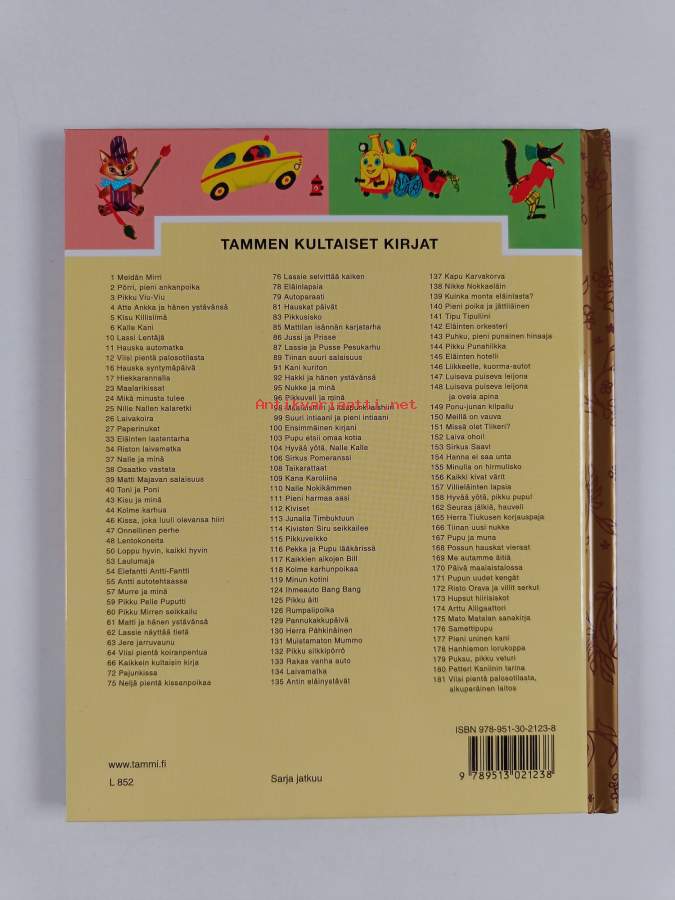 TAMMEN KULTAISET KIRJAT
1 Meidän Mirri
2 Pörri, pieni ankanpoika
3 Pikku Viu-Viu
4 Atte Ankka ja hänen ystävänsä
5 Kisu Killisilmä
6 Kalle Kani
10 Lassi Lentäjä
11 Hauska automatka
12 Viisi pientä palosotilasta
16 Hauska syntymäpäivä
17 Hiekkarannalla
23 Maalarikissat
24 Mikä minusta tulee
25 Nille Nallen kalaretki
26 Laivakoira
27 Peperinuket
33 Eläinten lastentarha
34 Riston laivamatka
37 Nalle ja minä
38 Osaatko vastata
39 Matti Majavan salaisuus
40 Toni ja Poni
43 Kisu ja minä
44 Kolme karhua
46 Kissa, joka luuli olevansa hiiri
47 Onnellinen perhe
48 Lentokoneita
50 Loppu hyvin, kaikki hyvin
53 Laulumaja
54 Elefantti Antti-Fantti
55 Antti autotehtaassa
57 Murre ja minä
59 Pikku Pelle Puputti
60 Pikku Mirren seikkailu
61 Matti ja hänen ystävänsä
62 Lassie näyttää tietä
63 Jere jarruvaunu
64 Viisi pientä koiranpentua
66 Kaikkein kultaisin kirja
72 Pajunkissa
75 Neljä pientä kissanpoikaa
76 Lassie selvittää kaiken
78 Eläinlapsia
79 Autoparaati
81 Hauskat päivät
83 Pikkusisko
85 Mattilan isännän karjatarha
86 Jussi ja Prisse
87 Lassie ja Pusse Pesukarhu
89 Tiinan suuri salaisuus
91 Kani kuriton
92 Hakki ja hänen ystävänsä
95 Nukke ja minä
96 Pikkuveli ja minä
98 Maalaishiiri ja kaupunkilaishiiri
99 Suuri intiaani ja pieni intiaani
100 Ensimmäinen kirjani
103 Pupu etsii omaa kotia
104 Hyvää yötä, Nalle Kalle
106 Sirkus Pomeranssi
108 Taikarattaat
109 Kana Karoliina
110 Nalle Nokikämmen
111 Pieni harmaa aasi
112 Kiviset
113 Junalla Timbuktuun
114 Kivisten Siru seikkailee
115 Pikkuveikko
116 Pekka ja Pupu lääkärissä
117 Kaikkien aikojen Bill
118 Kolme karhunpoikaa
119 Minun kotini
124 Ihmeauto Bang Bang
125 Pikku äiti
126 Rumpalipoika
129 Pannukakkupäivä
130 Herra Pähkinäinen
131 Muistamaton Mummo
132 Pikku silkkipörrö
133 Rakas vanha auto
134 Laivamatka
135 Antin eläinystävät
137 Kapu Karvakorva
138 Nikke Nokkaeläin
139 Kuinka monta eläinlasta?
140 Pieni poika ja jättiläinen
141 Tipu Tipuliini
142 Eläinten orkesteri
143 Puhku, pieni punainen hinaaja
144 Pikku Punahilkka
145 Eläinten hotelli
146 Liikkeelle, kuorma-autot
147 Luiseva puiseva leijona
148 Luiseva puiseva leijona
ja ovela apina
149 Ponu-junan kilpailu
150 Meillä on vauva
151 Missä olet Tiikeri?
152 Laiva ohoi!
153 Sirkus Saavi
154 Hanna ei saa unta
155 Minulla on hirmulisko
156 Kaikki kivat värit
157 Villieläinten lapsia
158 Hyvää yötä, pikku pupu!
162 Seuraa jälkiä, hauveli
165 Herra Tiukusen korjauspaja
166 Tiinan uusi nukke
167 Pupu ja muna
168 Possun hauskat vieraat
169 Me autamme äitiä
170 Päivä maalaistalossa
171 Pupun uudet kengät
172 Risto Orava ja villit serkut
173 Hupsut hiirisiskot
174 Arttu Alligaattori
175 Mato Matalan sanakirja
176 Samettipupu
177 Pieni uninen kani
178 Hanhiemon lorukoppa
179 Puksu, pikku veturi
180 Petteri Kaniinin tarina
181 Viisi pientä palosotilasta,
alkuperäinen laitos
Antikvariaatti.net
ISBN 978-951-30-2123-8
9 789513 021238
www.tammi.fi
L 852
Sarja jatkuu